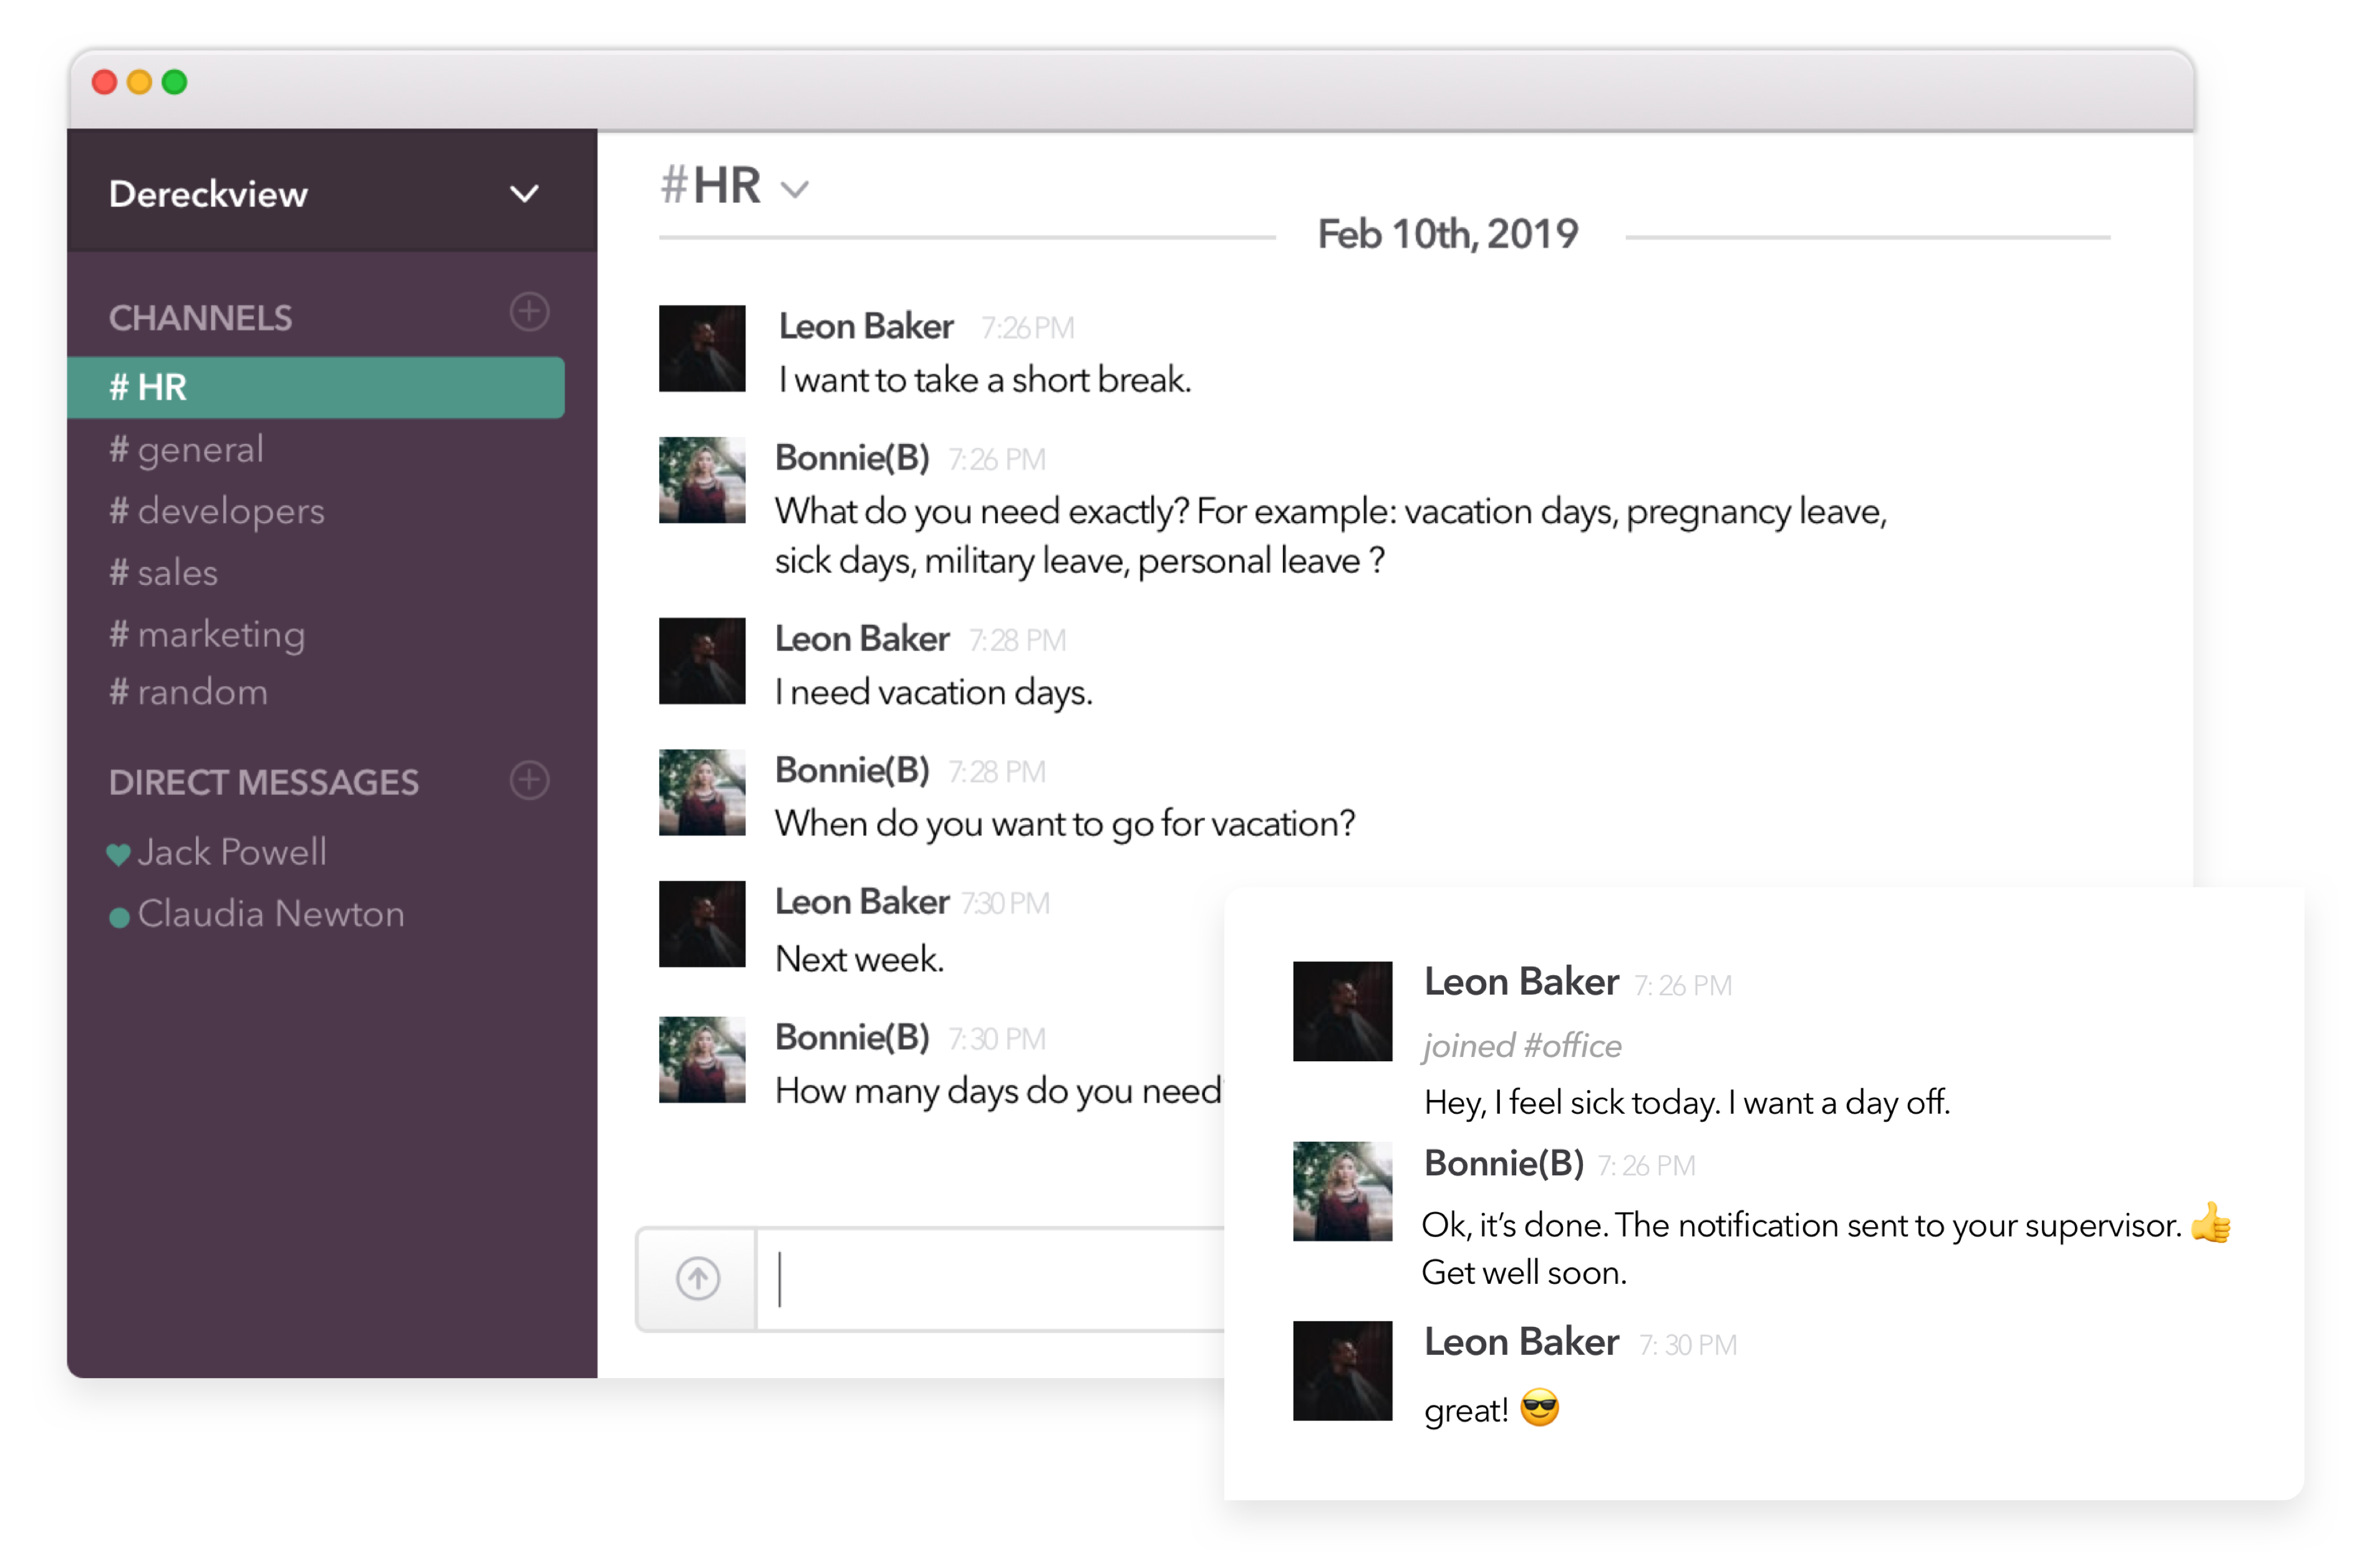 Dereckview
CHANNELS
# HR
# general
# developers
# sales
# marketing
# random
DIRECT MESSAGES
Jack Powell
Claudia Newton
#HR
Feb 10th, 2019
Leon Baker 7:26 PM
I want to take a short break.
Bonnie(B) 7:26 PM
What do you need exactly? For example: vacation days, pregnancy leave,
sick days, military leave, personal leave ?
Leon Baker 7:28 PM
I need vacation days.
Bonnie(B) 7:28 PM
When do you want to go for vacation?
Leon Baker 7:30 PM
Next week.
Bonnie(B) 7:30 PM
How many days do you need?
Leon Baker 7: 26 PM
joined #office
Hey, I feel sick today. I want a day off.
Bonnie(B) 7: 26 PM
Ok, it’s done. The notification sent to your supervisor. 👍
Get well soon.
Leon Baker 7: 30 PM
great! 😎